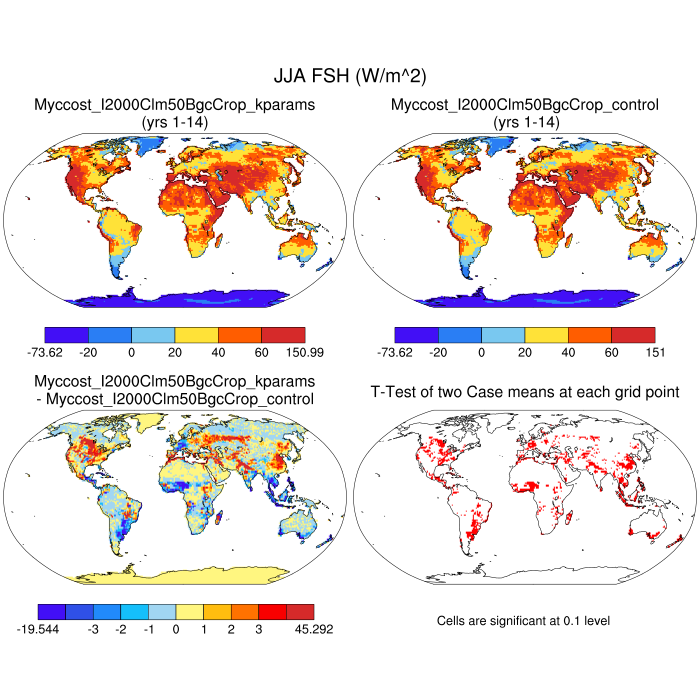 JJA FSH (W/m^2)
Myccost_I2000Clm50BgcCrop_kparams
(yrs 1-14)
Myccost_I2000Clm50BgcCrop_control
(yrs 1-14)
-73.62 -20 0 20 40 60 150.99
-73.62 -20 0 20 40 60 151
Myccost_I2000Clm50BgcCrop_kparams
- Myccost_I2000Clm50BgcCrop_control
T-Test of two Case means at each grid point
-19.544 -3 -2 -1 0 1 2 3 45.292
Cells are significant at 0.1 level